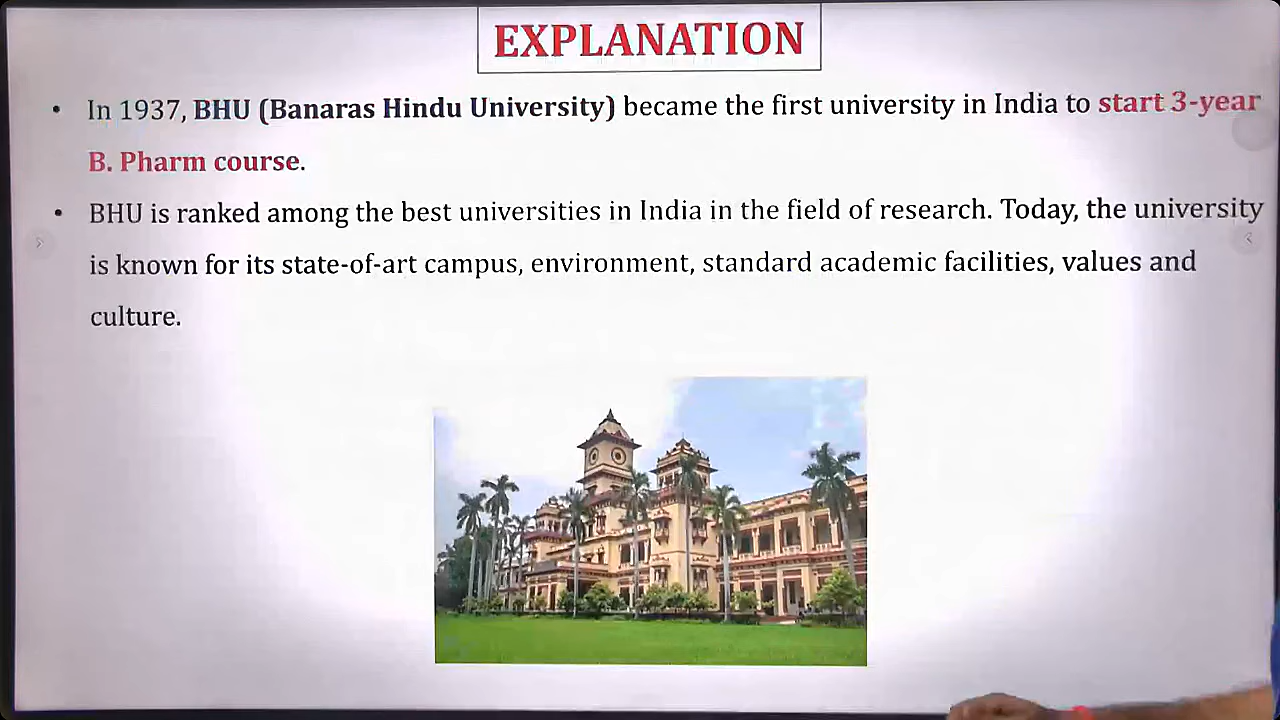 EXPLANATION
• In 1937, BHU (Banaras Hindu University) became the first university in India to start 3-year
B. Pharm course.
• BHU is ranked among the best universities in India in the field of research. Today, the university
is known for its state-of-art campus, environment, standard academic facilities, values and
culture.